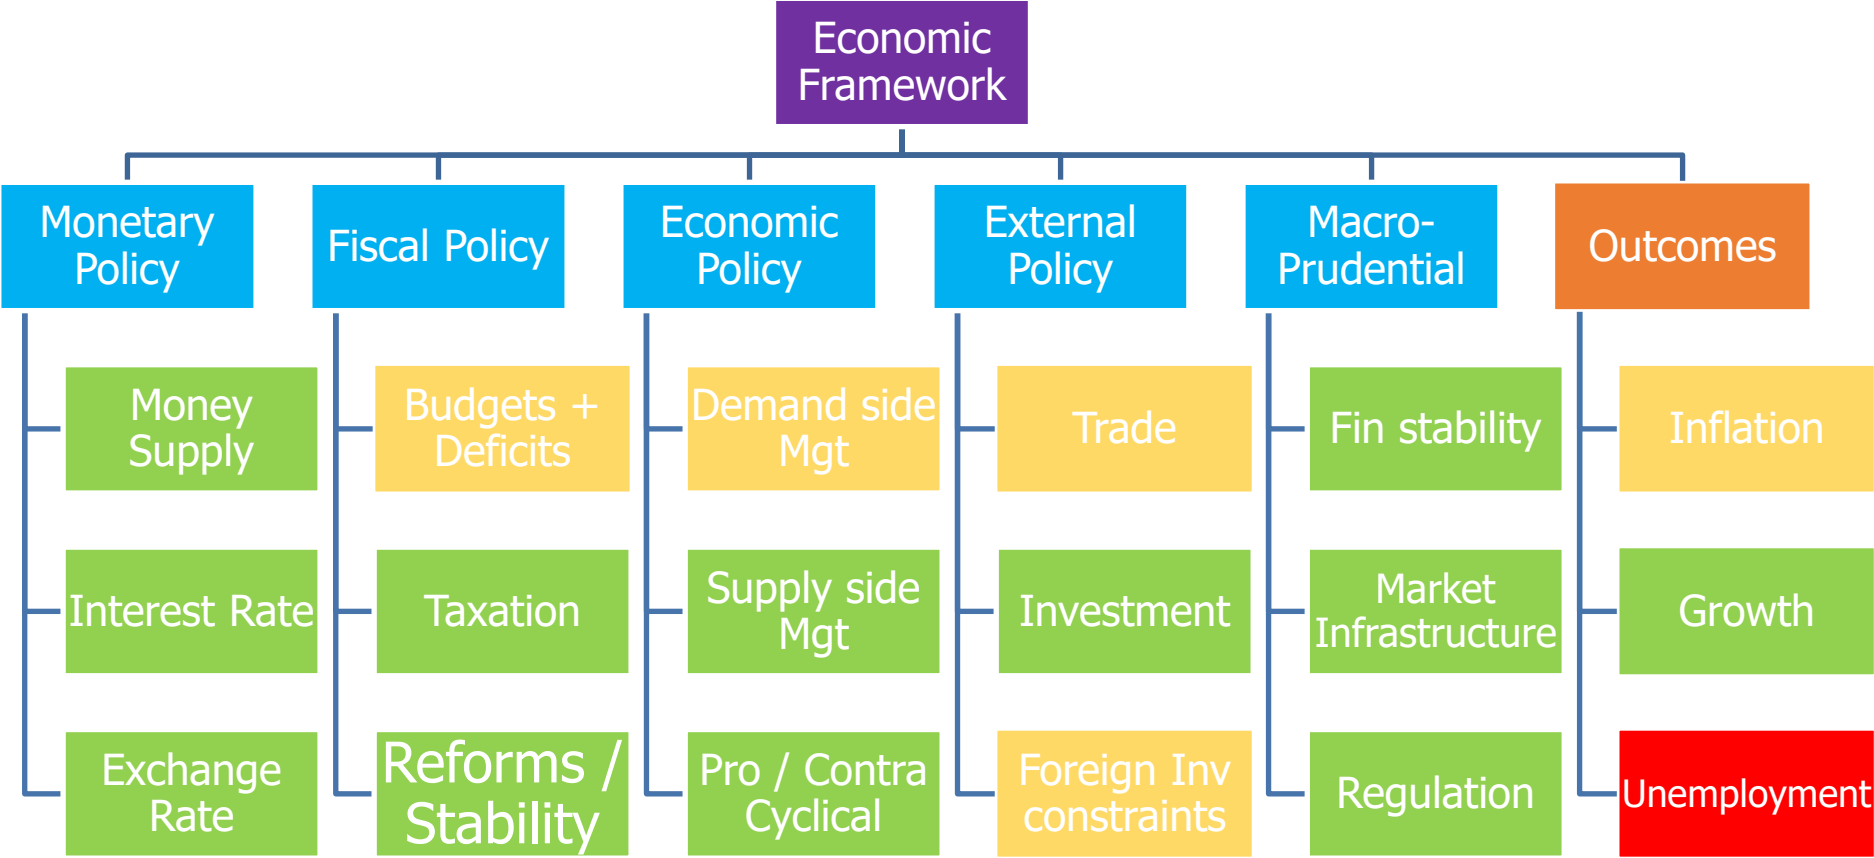 Economic
Framework
Monetary
Policy
Fiscal Policy
Economic
Policy
External
Policy
Macro-
Prudential
Outcomes
Money
Supply
Budgets +
Deficits
Demand side
Mgt
Trade
Fin stability
Inflation
Interest Rate
Taxation
Supply side
Mgt
Investment
Market
Infrastructure
Growth
Exchange
Rate
Reforms /
Stability
Pro / Contra
Cyclical
Foreign Inv
constraints
Regulation
Unemployment